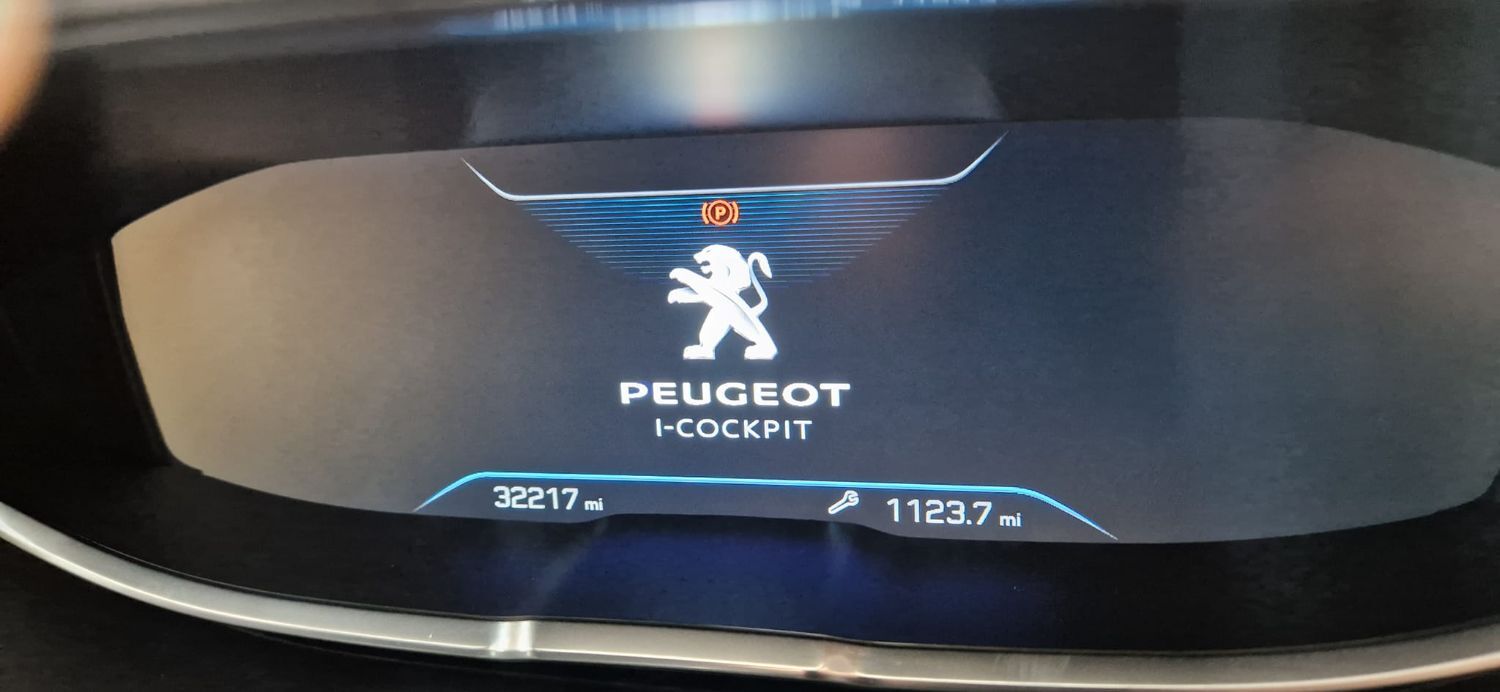 P
PEUGEOT
I-COCKPIT
32217 mi 1123.7 mi